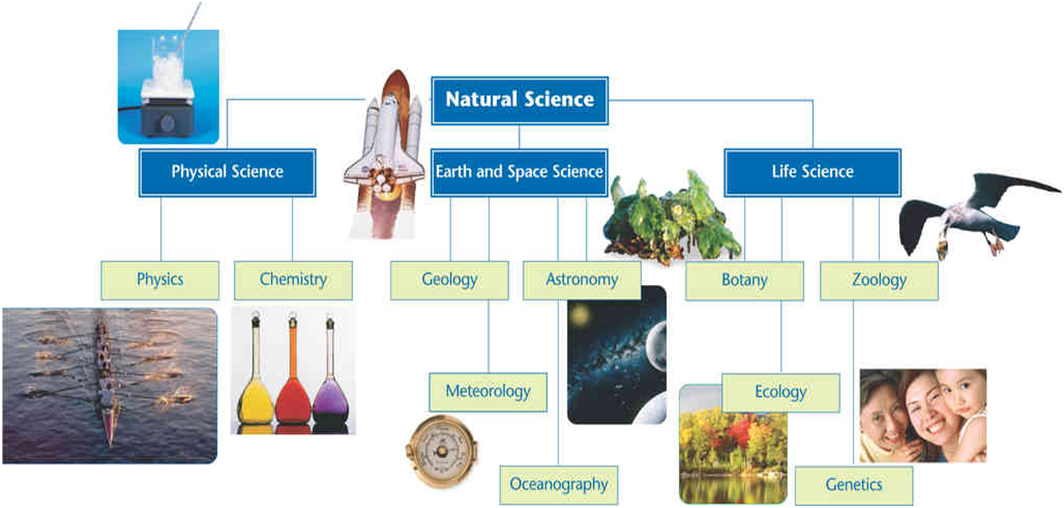 Natural Science
Physical Science
Earth and Space Science
Life Science
Physics
Chemistry
Geology
Astronomy
Botany
Zoology
Meteorology
Ecology
Oceanography
Genetics